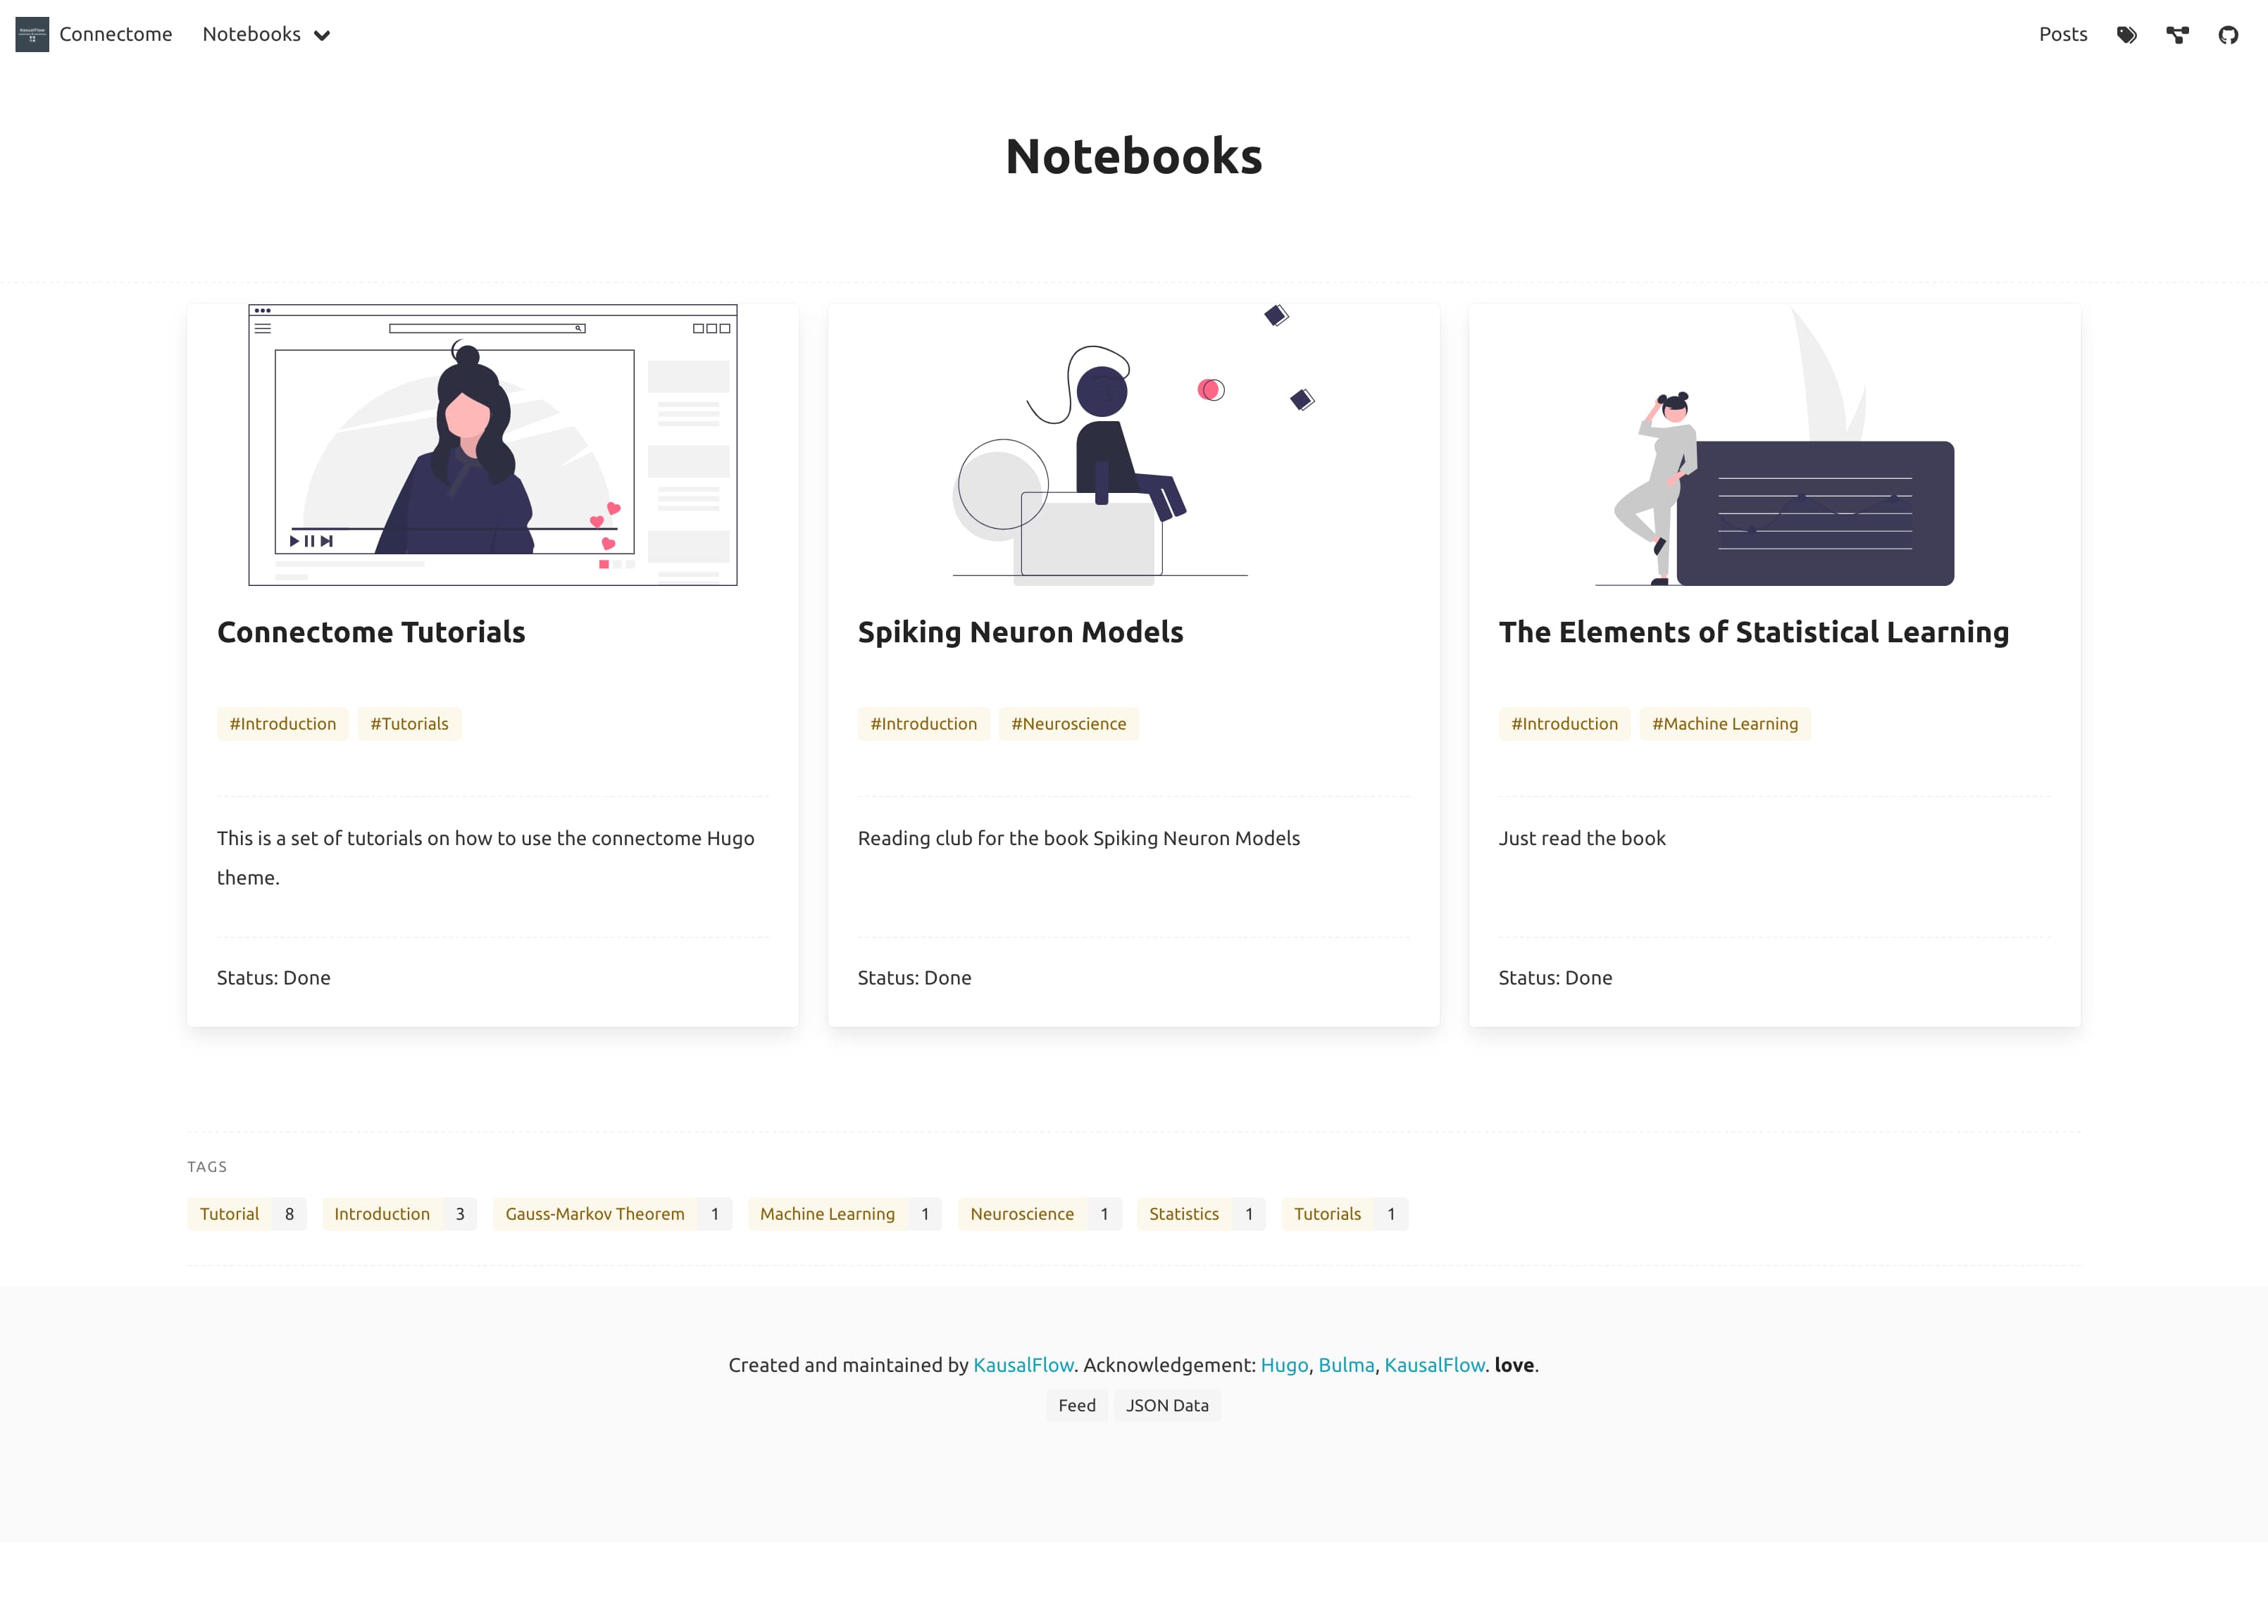 Connectome Notebooks Posts
Notebooks
Connectome Tutorials
#Introduction #Tutorials
This is a set of tutorials on how to use the connectome Hugo
theme.
Status: Done
Spiking Neuron Models
#Introduction #Neuroscience
Reading club for the book Spiking Neuron Models
Status: Done
The Elements of Statistical Learning
#Introduction #Machine Learning
Just read the book
Status: Done
TAGS
Tutorial 8 Introduction 3 Gauss-Markov Theorem 1 Machine Learning 1 Neuroscience 1 Statistics 1 Tutorials 1
Created and maintained by KausalFlow. Acknowledgement: Hugo, Bulma, KausalFlow. love.
Feed JSON Data